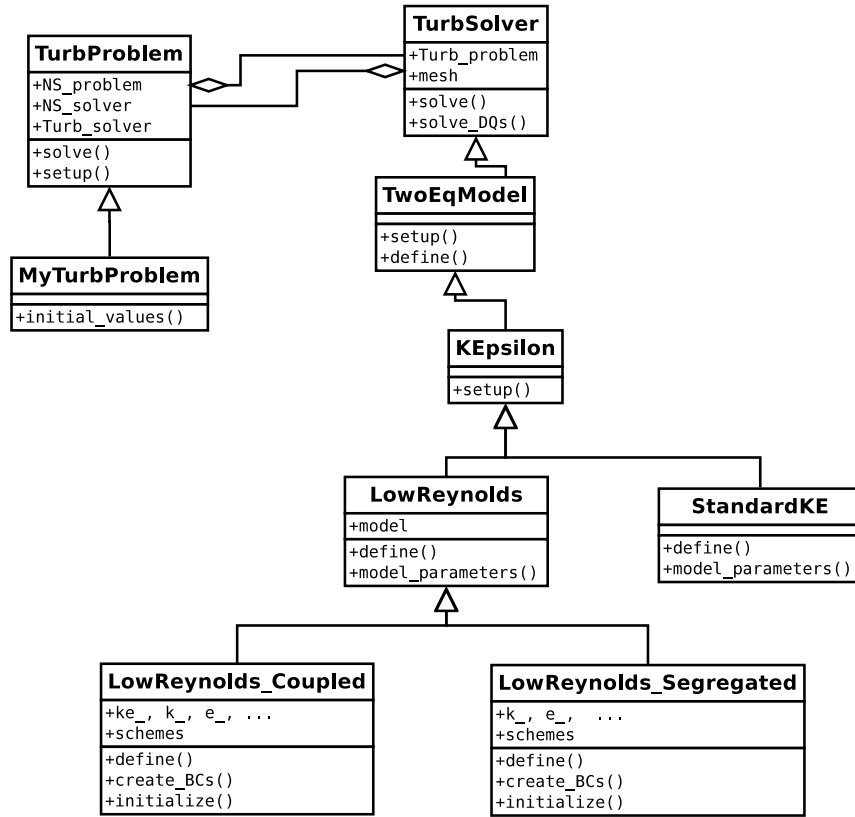 TurbProblem
+NS_problem
+NS_solver
+Turb_solver
+solve()
+setup()
TurbSolver
+Turb_problem
+mesh
+solve()
+solve_DQs()
TwoEqModel
+setup()
+define()
MyTurbProblem
+initial_values()
KEpsilon
+setup()
LowReynolds
+model
+define()
+model_parameters()
StandardKE
+define()
+model_parameters()
LowReynolds_Coupled
+ke_, k_, e_, ...
+schemes
+define()
+create_BCs()
+initialize()
LowReynolds_Segregated
+k_, e_, ...
+schemes
+define()
+create_BCs()
+initialize()